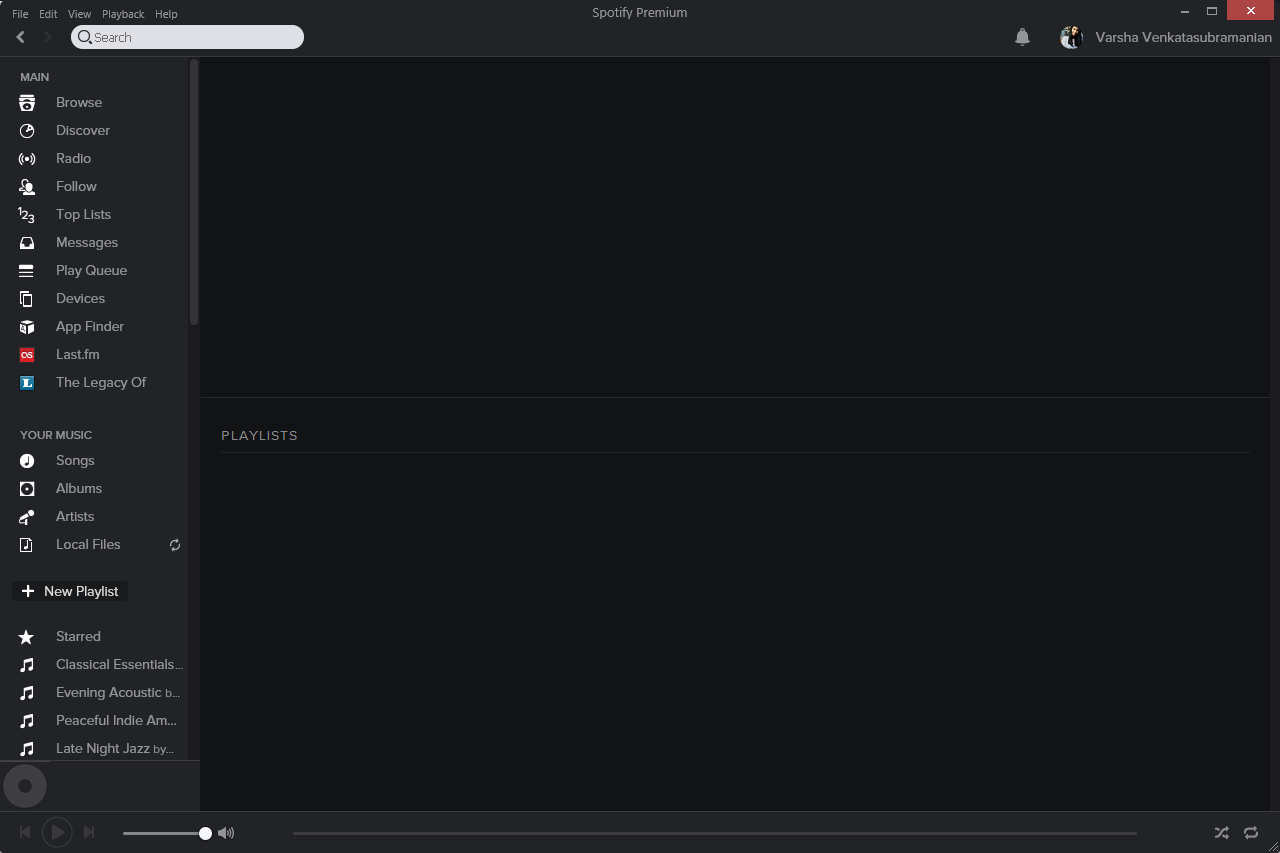 File Edit View Playback Help
Spotify Premium
Search
Varsha Venkatasubramanian
MAIN
Browse
Discover
Radio
Follow
Top Lists
Messages
Play Queue
Devices
App Finder
Last.fm
The Legacy Of
YOUR MUSIC
Songs
Albums
Artists
Local Files
New Playlist
Starred
Classical Essentials...
Evening Acoustic b...
Peaceful Indie Am...
Late Night Jazz by...
PLAYLISTS